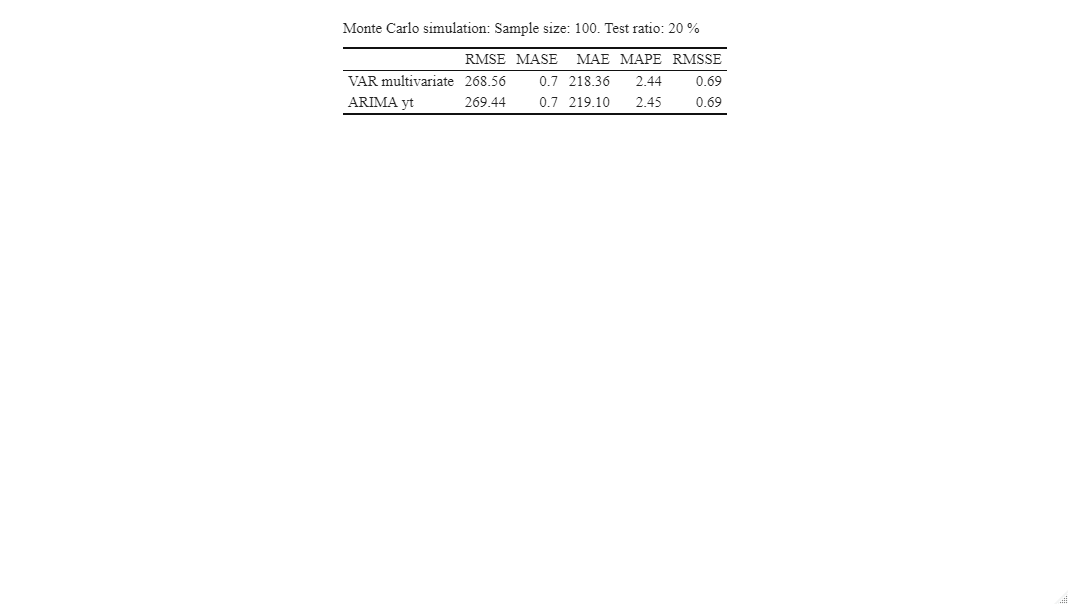 Monte Carlo simulation: Sample size: 100. Test ratio: 20 %
RMSE MASE MAE MAPE RMSSE
VAR multivariate 268.56 0.7 218.36 2.44 0.69
ARIMA yt 269.44 0.7 219.10 2.45 0.69